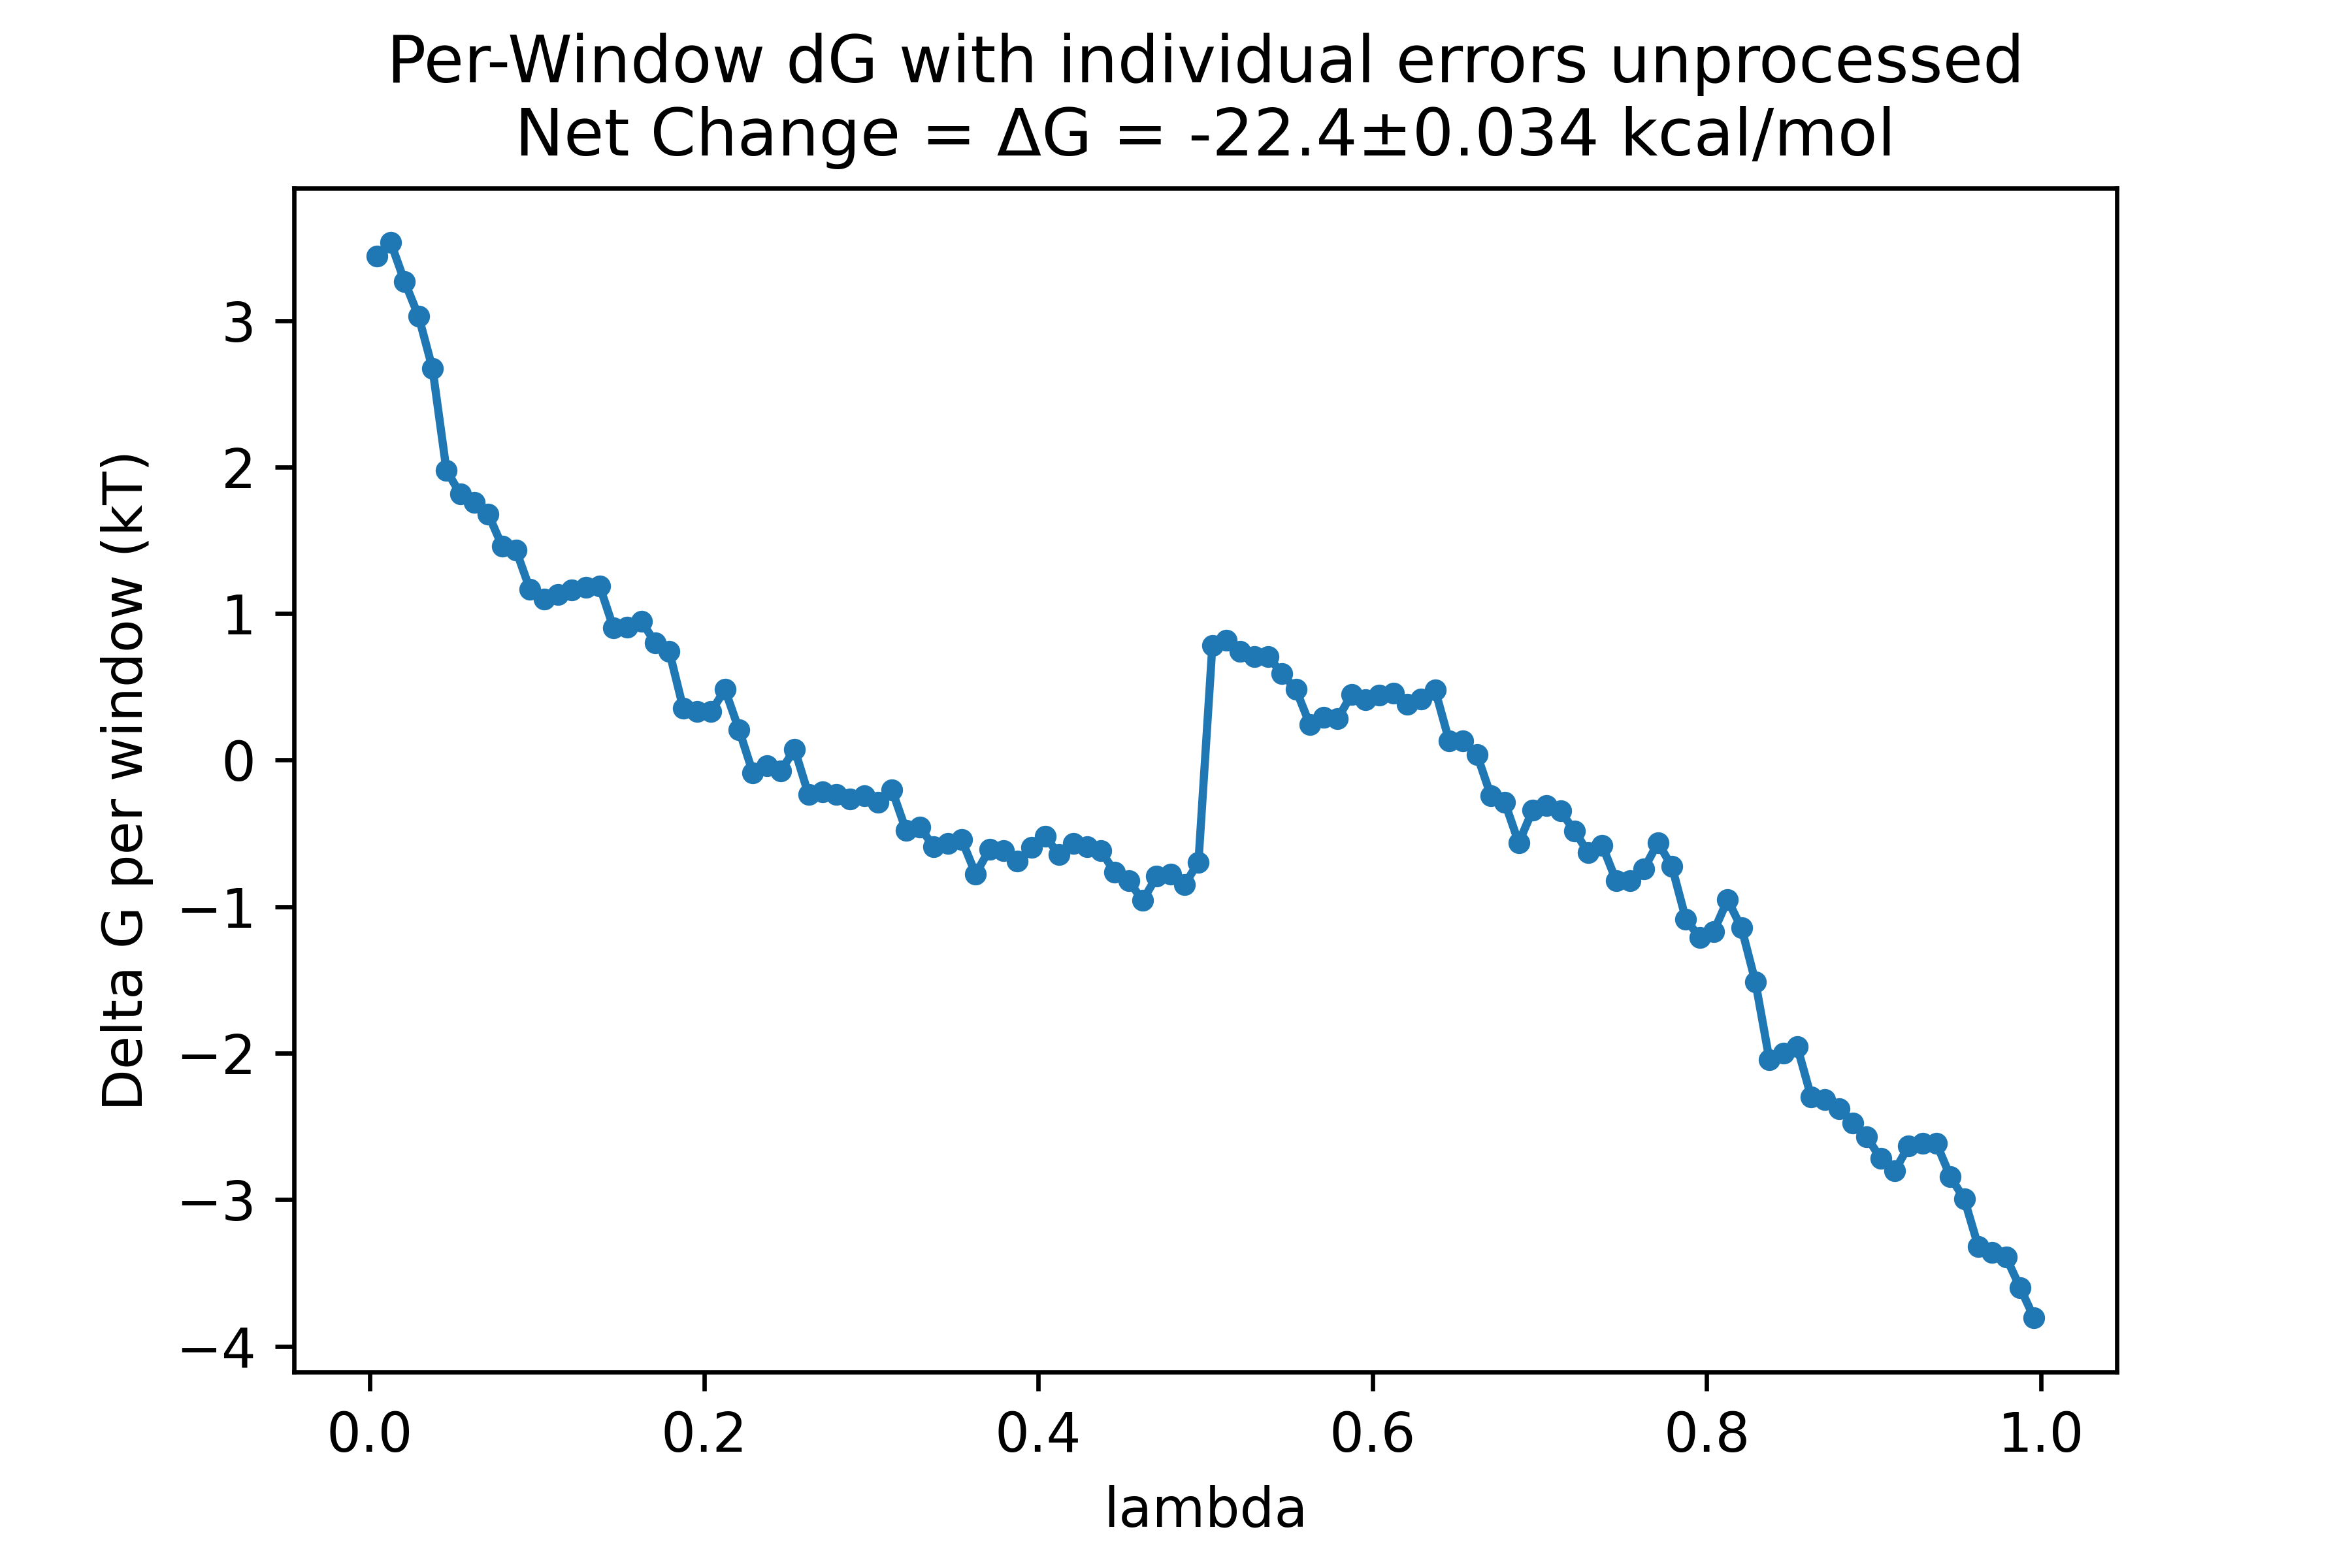 Per-Window dG with individual errors unprocessed
Net Change = ΔG = -22.4±0.034 kcal/mol
Delta G per window (kT)
3
2
1
0
−1
−2
−3
−4
0.0 0.2 0.4 0.6 0.8 1.0
lambda